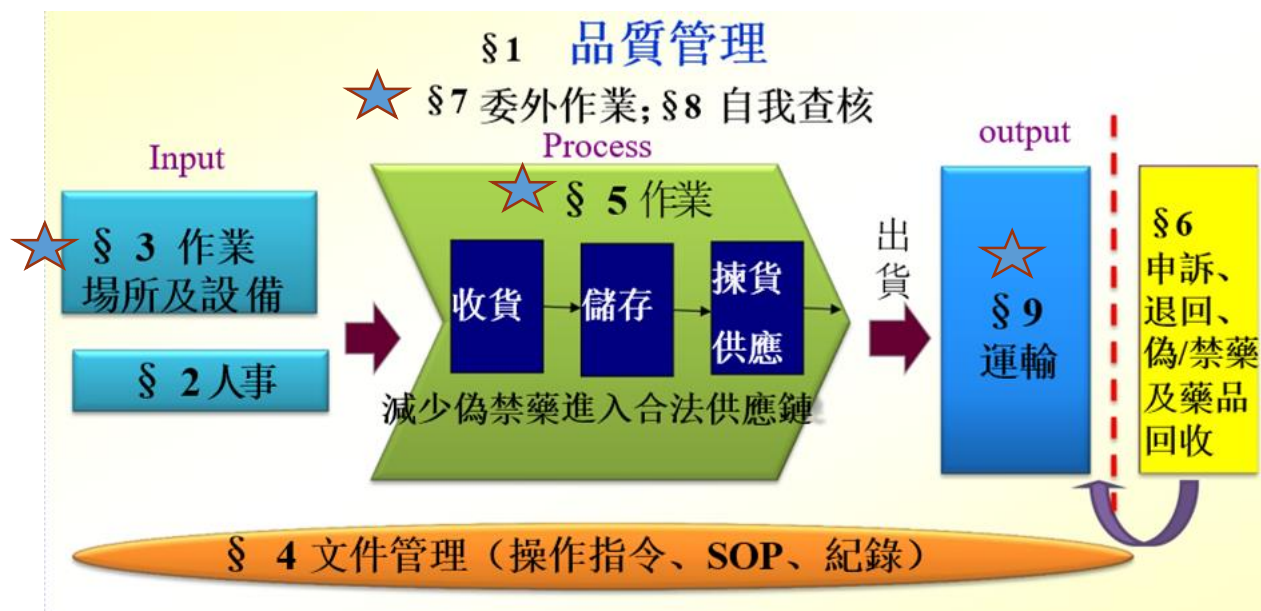 §1 品質管理
§7 委外作業;§8 自我查核
Input
Process
output
§ 3 作業
場所及設備
§ 2 人事
§ 5 作業
收貨
儲存
揀貨
供應
減少偽禁藥進入合法供應鏈
出
貨
§ 9
運輸
§6
申訴、
退回、
偽/禁藥
及藥品
回收
§ 4 文件管理（操作指令、SOP、紀錄）